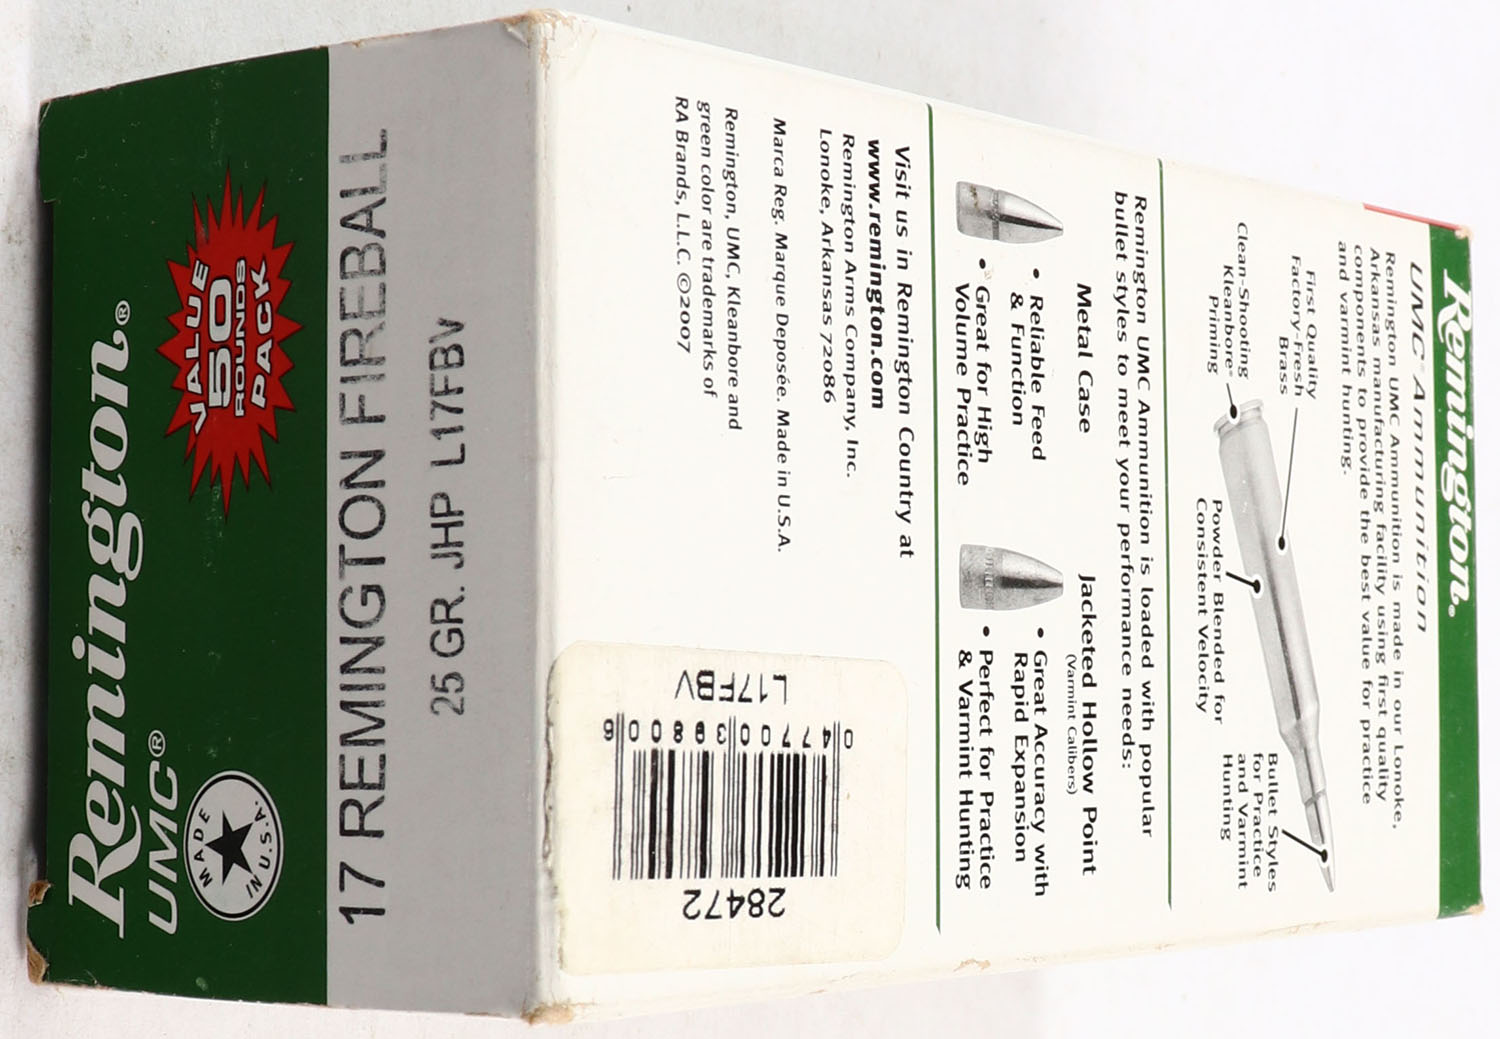 Remington®
UMC®
VALUE
50
ROUNDS
PACK
MADE
IN U.S.A.
17 REMINGTON FIREBALL
25 GR. JHP L17FBV
Remington.
UMC® Ammunition
Remington UMC Ammunition is made in our Lonoke,
Arkansas manufacturing facility using first quality
components to provide the best value for practice
and varmint hunting.
First Quality
Factory-Fresh
Brass
Clean-Shooting
Kleanbore®
Priming
Powder Blended for
Consistent Velocity
Bullet Styles
for Practice
and Varmint
Hunting
Remington UMC Ammunition is loaded with popular
bullet styles to meet your performance needs:
Metal Case
• Reliable Feed
& Function
• Great for High
Volume Practice
Jacketed Hollow Point
(Varmint Calibers)
• Great Accuracy with
Rapid Expansion
• Perfect for Practice
& Varmint Hunting
Visit us in Remington Country at
www.remington.com
Remington Arms Company, Inc.
Lonoke, Arkansas 72086
Marca Reg. Marque Deposée. Made in U.S.A.
Remington, UMC, Kleanbore and
green color are trademarks of
RA Brands, L.L.C. ©2007
28472
L17FBV